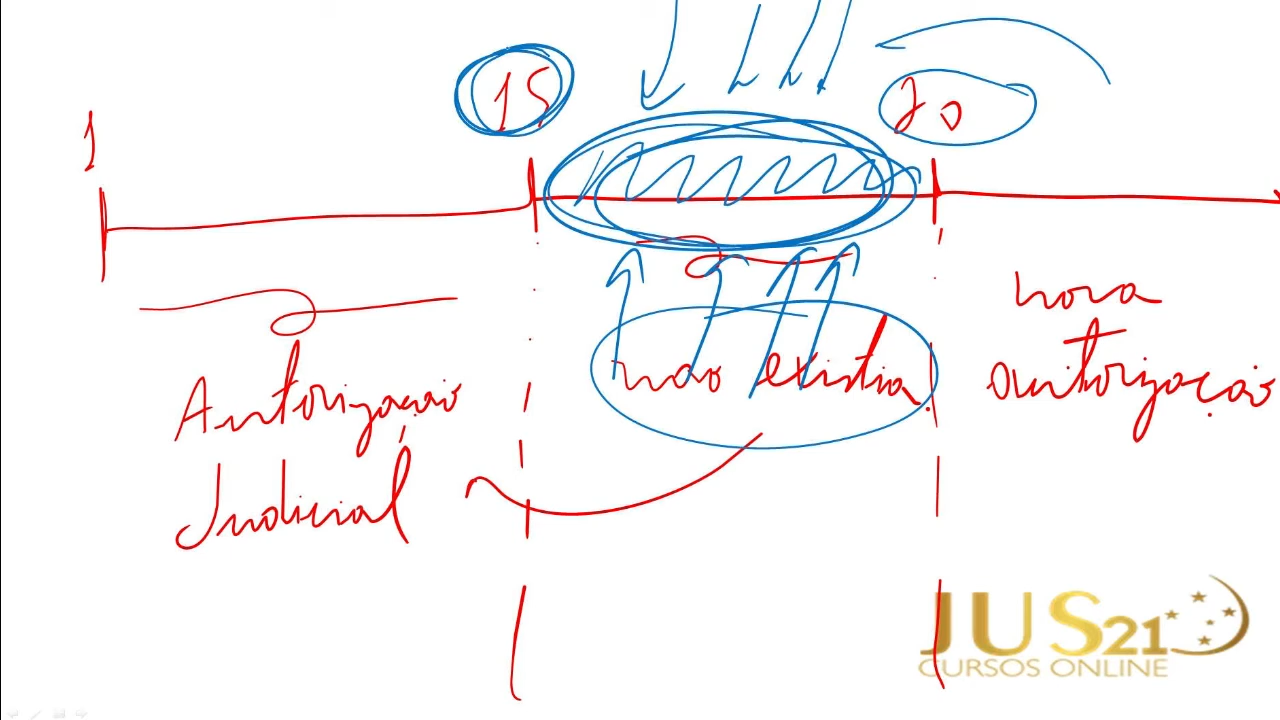 1
15
20
não existia
nova
autorização
Autorização
Judicial
JUS21
CURSOS ONLINE